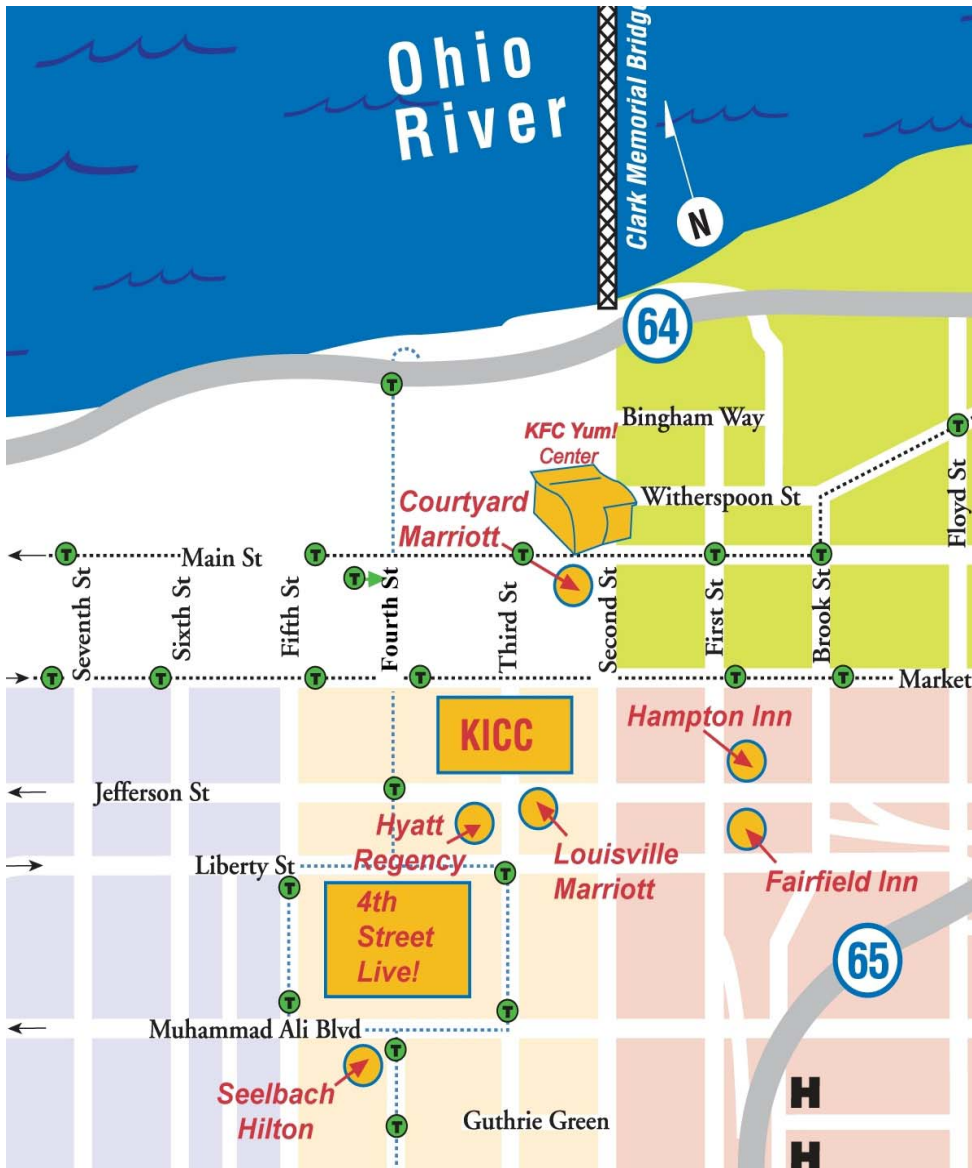 Ohio
River
Clark Memorial Bridge
N
64
Bingham Way
KFC Yum!
Center
Witherspoon St
Courtyard
Marriott
T
T
T
T
T
T
T
T
Main St
Seventh St
Sixth St
Fifth St
Fourth St
Third St
Second St
First St
Brook St
Floyd St
T
T
T
T
T
T
Market
KICC
Hampton Inn
T
Jefferson St
Hyatt
Regency
Louisville
Marriott
Fairfield Inn
Liberty St
T
T
4th
Street
Live!
65
T
T
Muhammad Ali Blvd
T
Seelbach
Hilton
Guthrie Green
T
H
H